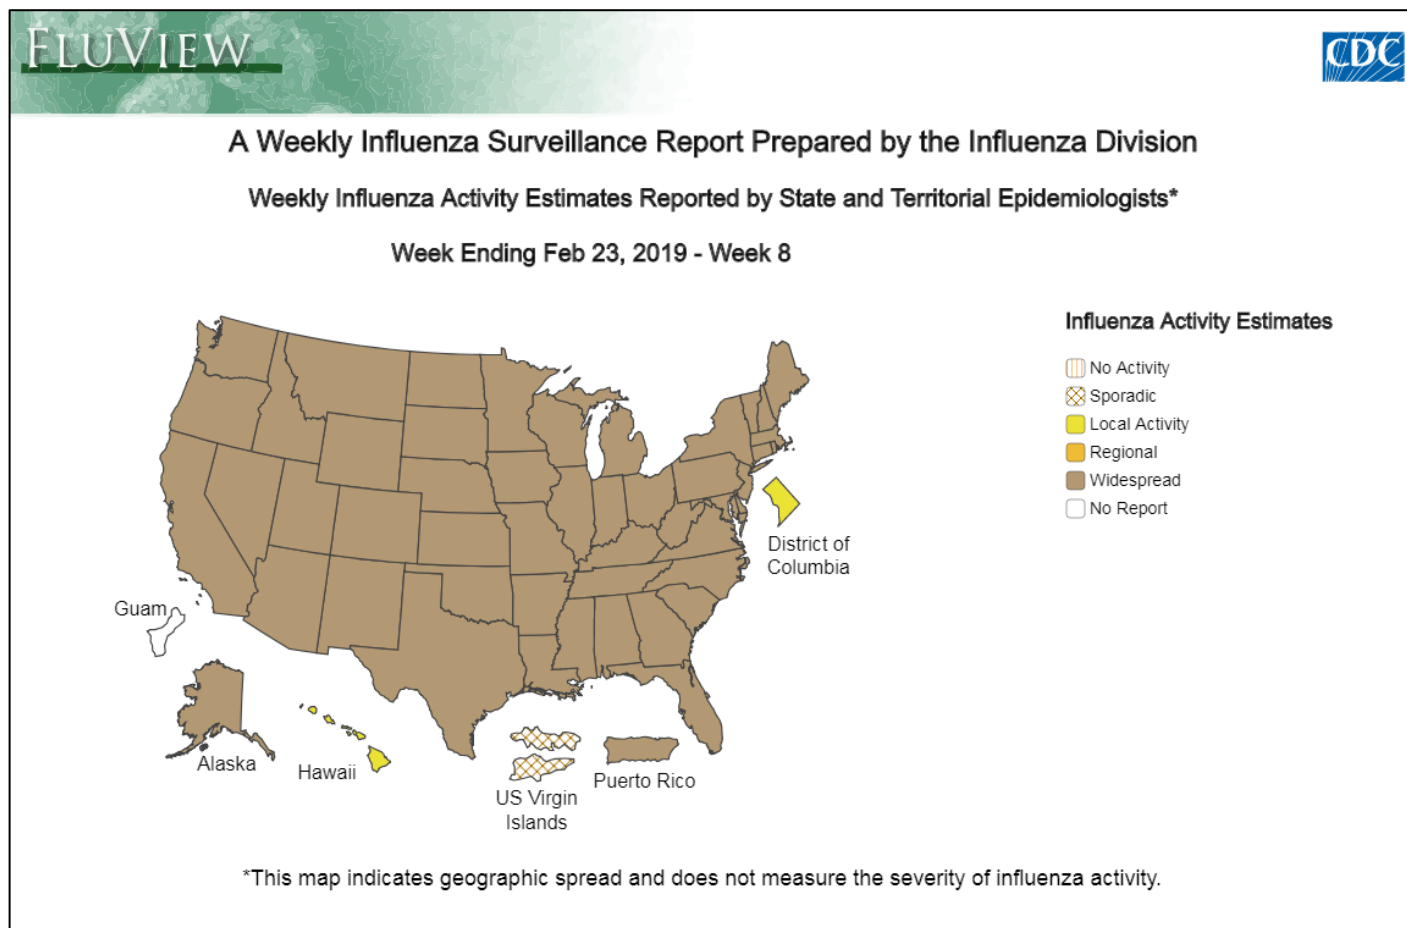 FLUVIEW
CDC
A Weekly Influenza Surveillance Report Prepared by the Influenza Division
Weekly Influenza Activity Estimates Reported by State and Territorial Epidemiologists*
Week Ending Feb 23, 2019 - Week 8
Influenza Activity Estimates
No Activity
Sporadic
Local Activity
Regional
Widespread
No Report
District of
Columbia
Guam
Alaska
Hawaii
US Virgin
Islands
Puerto Rico
*This map indicates geographic spread and does not measure the severity of influenza activity.